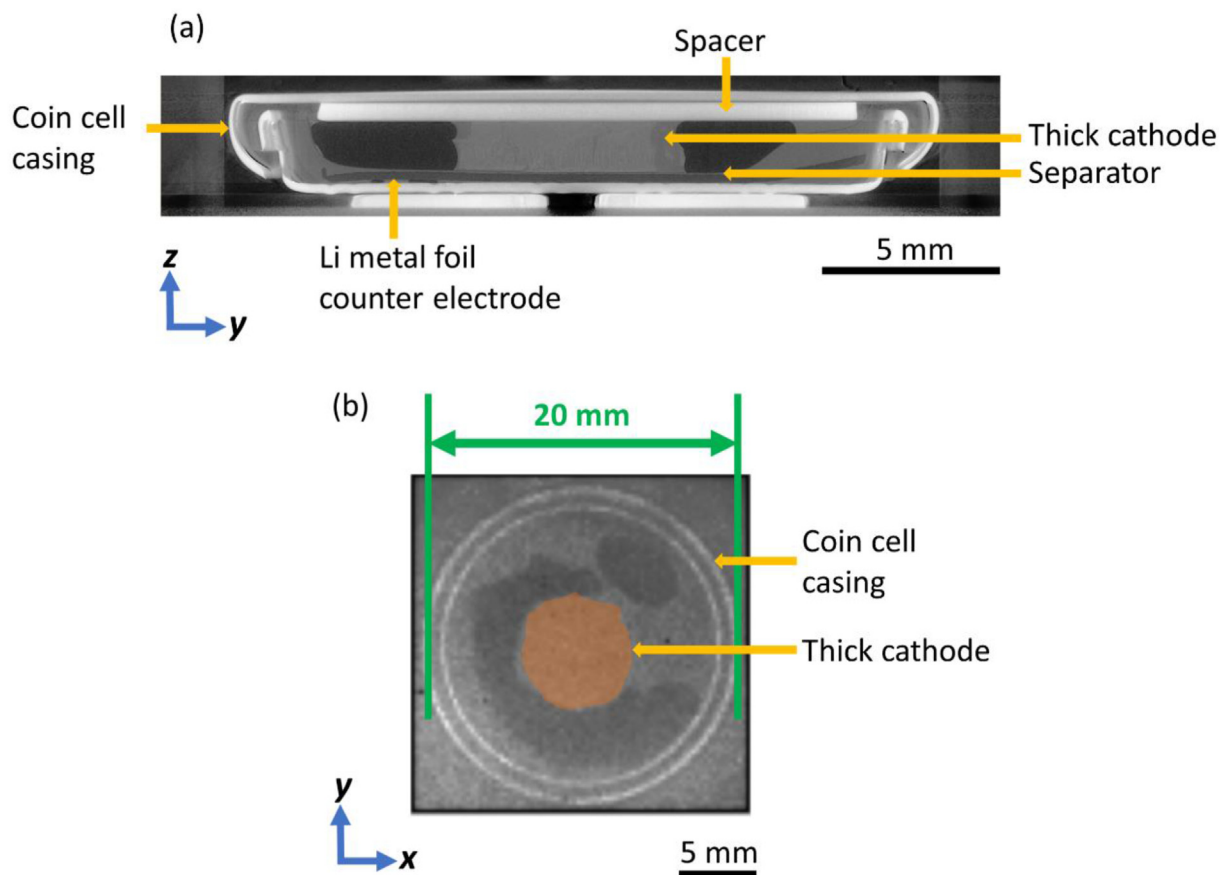 (a)
Spacer
Coin cell
casing
Thick cathode
Separator
Li metal foil
counter electrode
5 mm
z
y
(b)
20 mm
Coin cell
casing
Thick cathode
y
x
5 mm